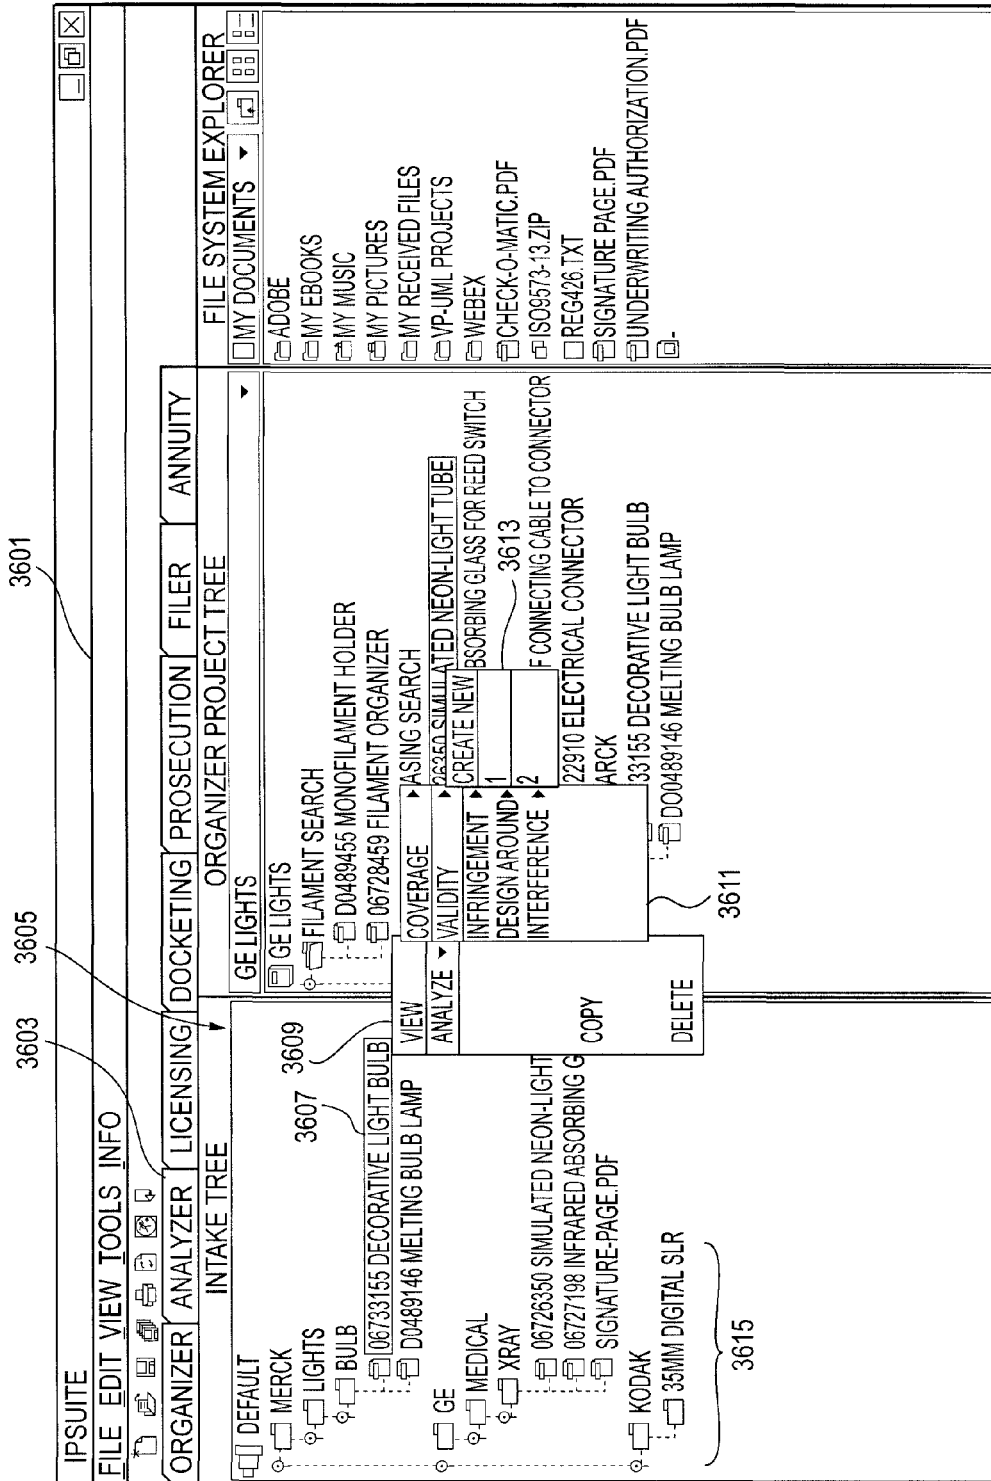 3601
IPSUITE
FILE EDIT VIEW TOOLS INFO
3603
3605
ORGANIZER ANALYZER LICENSING DOCKETING PROSECUTION FILER ANNUITY
INTAKE TREE
DEFAULT
MERCK
LIGHTS
BULB
06733155 DECORATIVE LIGHT BULB
D0489146 MELTING BULB LAMP
GE
MEDICAL
XRAY
06726350 SIMULATED NEON-LIGHT
06727198 INFRARED ABSORBING G
SIGNATURE-PAGE.PDF
KODAK
35MM DIGITAL SLR
3607
3609
3615
VIEW
ANALYZE
COPY
DELETE
COVERAGE
VALIDITY
INFRINGEMENT
DESIGN AROUND
INTERFERENCE
3611
CREATE NEW
1
2
3613
ORGANIZER PROJECT TREE
GE LIGHTS
GE LIGHTS
FILAMENT SEARCH
D0489455 MONOFILAMENT HOLDER
06728459 FILAMENT ORGANIZER
ASING SEARCH
26350 SIMULATED NEON-LIGHT TUBE
BSORBING GLASS FOR REED SWITCH
F CONNECTING CABLE TO CONNECTOR
22910 ELECTRICAL CONNECTOR
ARCK
33155 DECORATIVE LIGHT BULB
DO0489146 MELTING BULB LAMP
FILE SYSTEM EXPLORER
MY DOCUMENTS
ADOBE
MY EBOOKS
MY MUSIC
MY PICTURES
MY RECEIVED FILES
VP-UML PROJECTS
WEBEX
CHECK-O-MATIC.PDF
ISO9573-13.ZIP
REG426.TXT
SIGNATURE PAGE.PDF
UNDERWRITING AUTHORIZATION.PDF
-